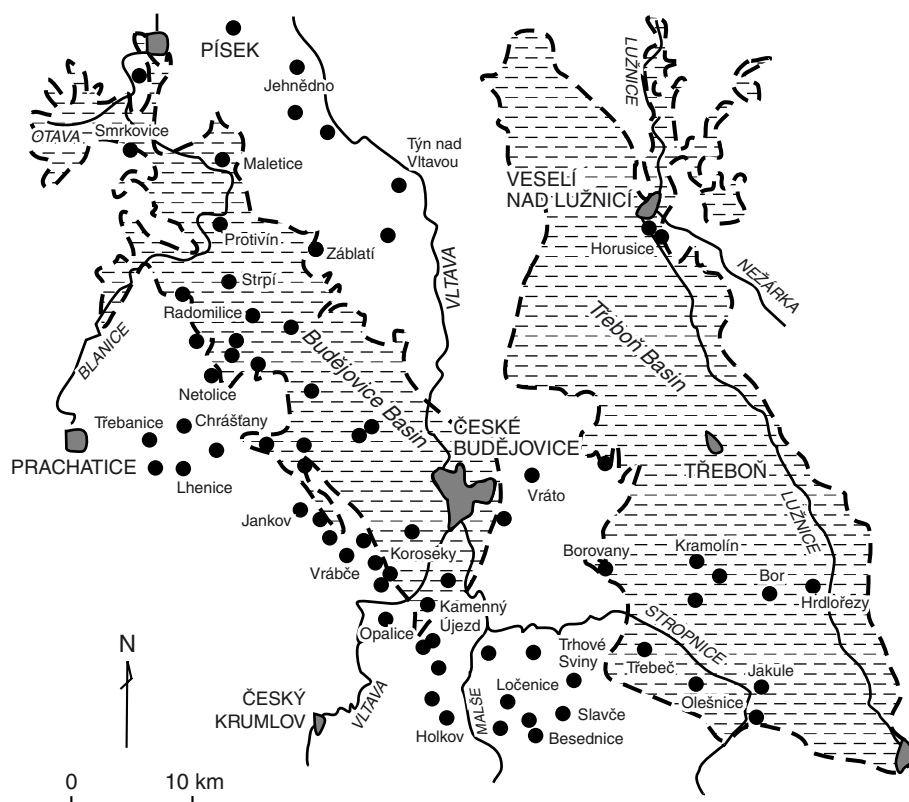 PÍSEK
Jehnědno
LUŽNICE
OTAVA
Smrkovice
Maletice
Týn nad
Vltavou
VESELÍ
NAD LUŽNICÍ
Protivín
Záblatí
Horusice
NEŽÁRKA
VLTAVA
Strpí
Radomilice
BLANICE
Budějovice Basin
Třeboň Basin
Netolice
Třebanice
Chrášťany
ČESKÉ
BUDĚJOVICE
PRACHATICE
Lhenice
TŘEBOŇ
Vráto
LUŽNICE
Jankov
Koroseky
Vrábče
Borovany
Kramolín
Bor
Hrdlořezy
Kamenný
Újezd
Opalice
STROPNICE
N
Trhové
Sviny
Třebeč
Jakule
ČESKÝ
KRUMLOV
VLTAVA
MALŠE
Ločenice
Olešnice
Slavče
Holkov
Besednice
0 10 km